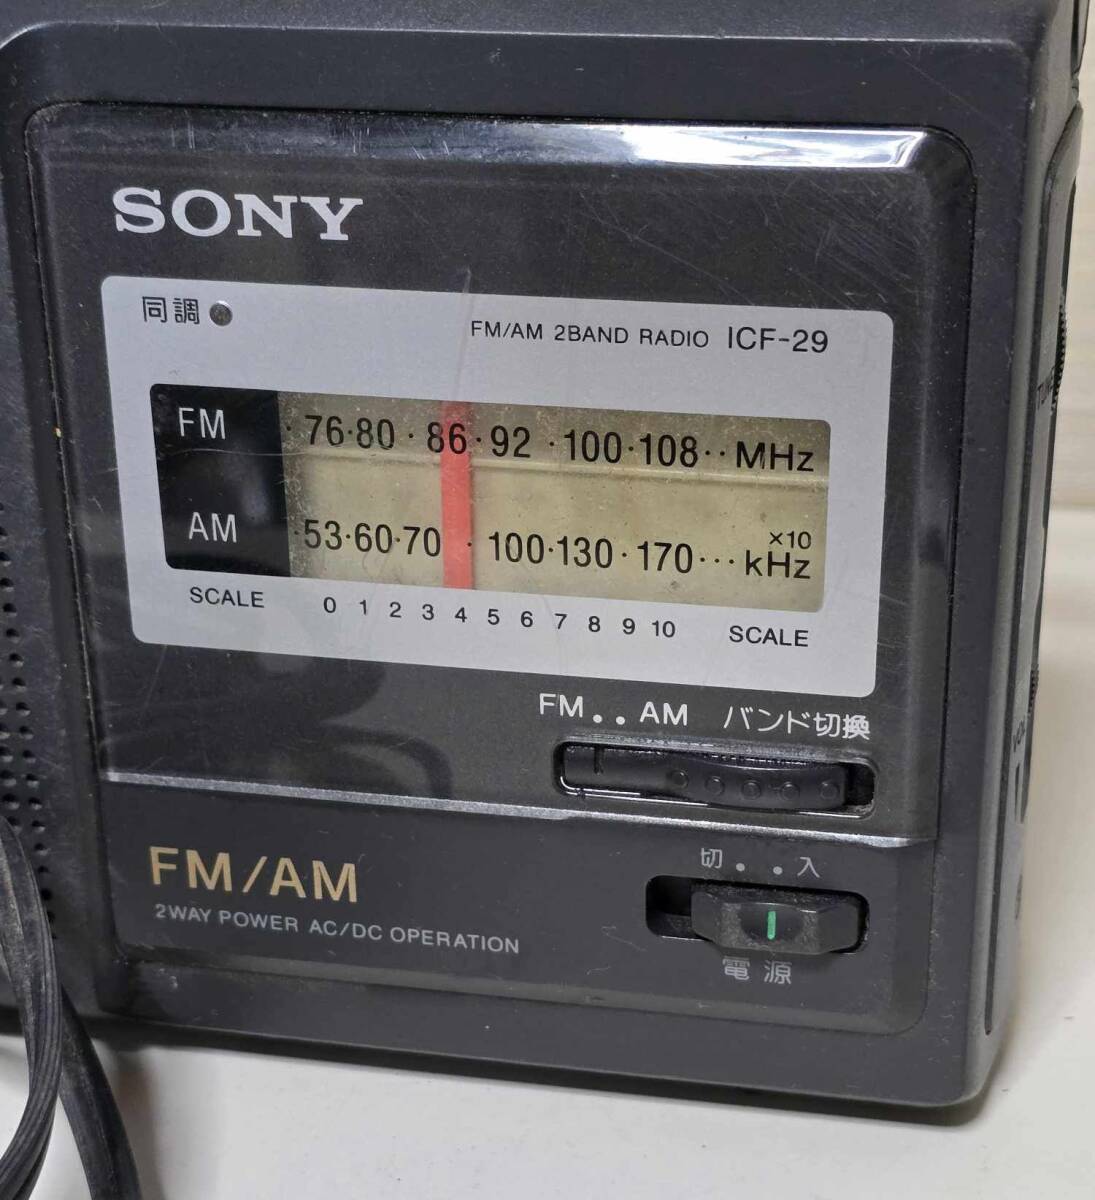 SONY
同調
FM/AM 2BAND RADIO ICF-29
FM 76·80·86·92·100·108·· MHz
AM ·53·60·70·100·130·170··· ×10 kHz
SCALE 0 1 2 3 4 5 6 7 8 9 10 SCALE
FM..AM バンド切換
切..入
FM/AM
2WAY POWER AC/DC OPERATION
電源